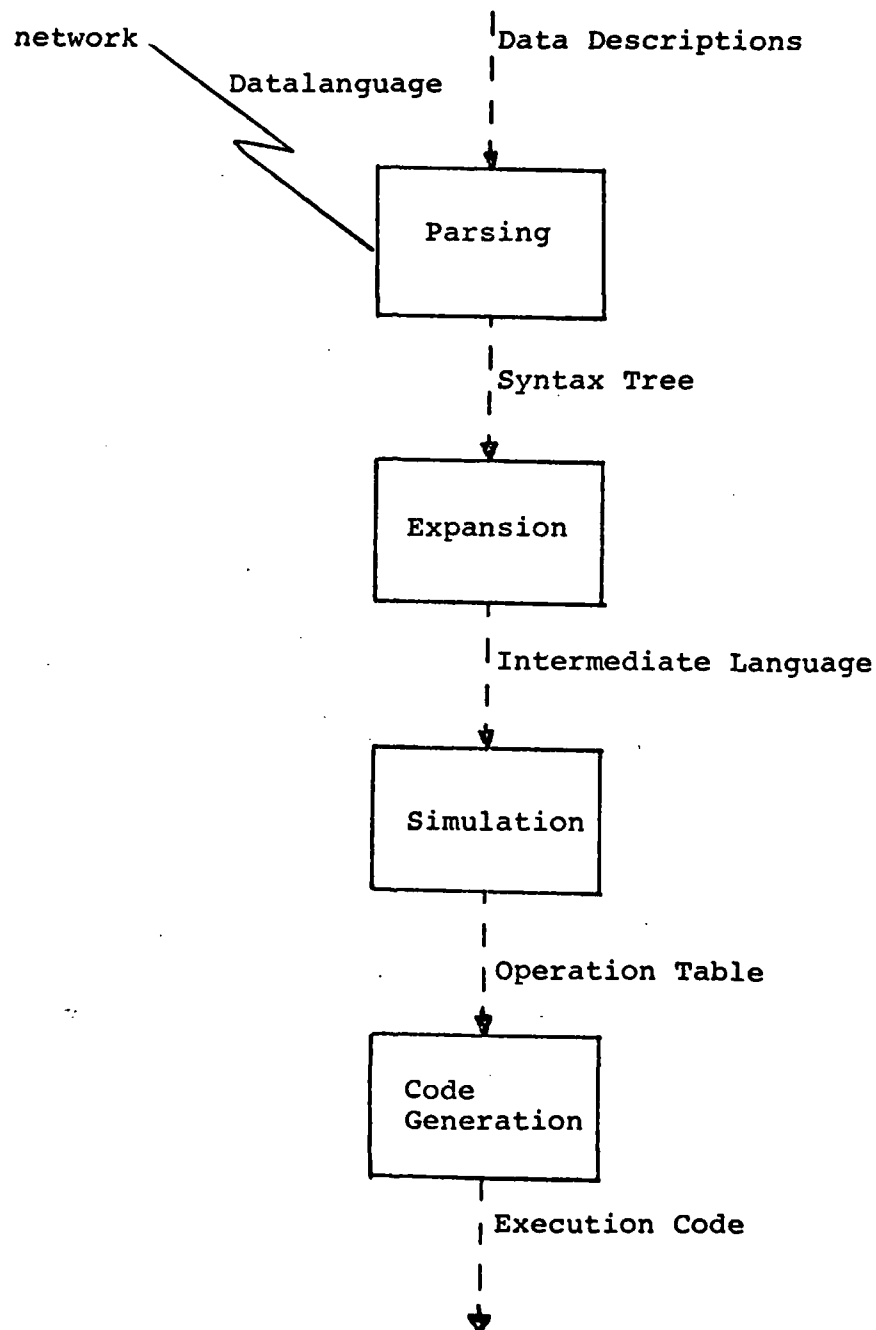 network
Data Descriptions
Datalanguage
Parsing
Syntax Tree
Expansion
Intermediate Language
Simulation
Operation Table
Code
Generation
Execution Code